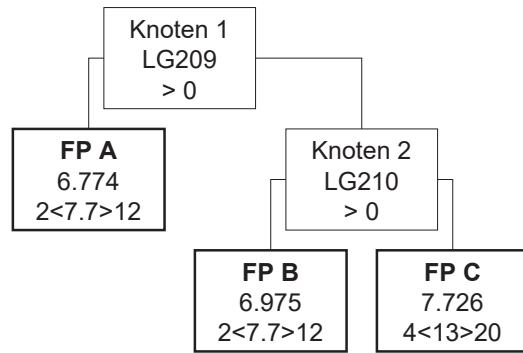 Knoten 1
LG209
> 0
FP A
6.774
2<7.7>12
Knoten 2
LG210
> 0
FP B
6.975
2<7.7>12
FP C
7.726
4<13>20